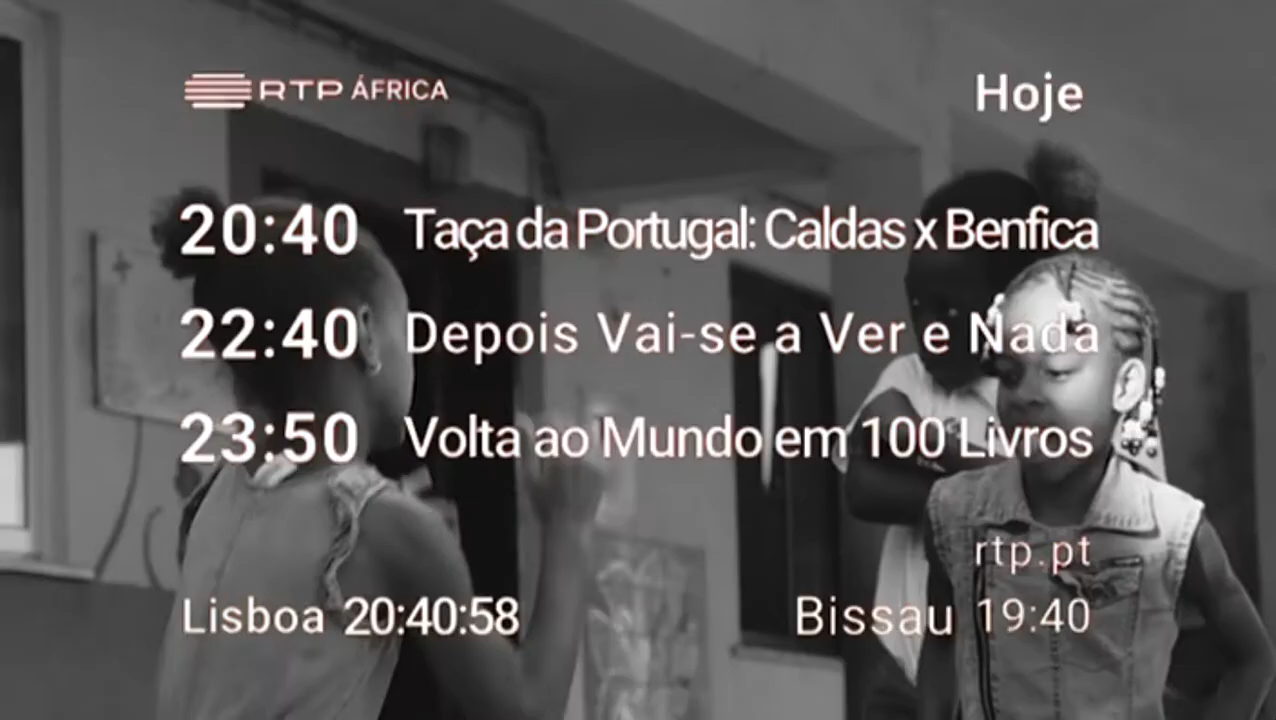 RTP ÁFRICA
Hoje
20:40 Taça da Portugal: Caldas x Benfica
22:40 Depois Vai-se a Ver e Nada
23:50 Volta ao Mundo em 100 Livros
rtp.pt
Lisboa 20:40:58
Bissau 19:40